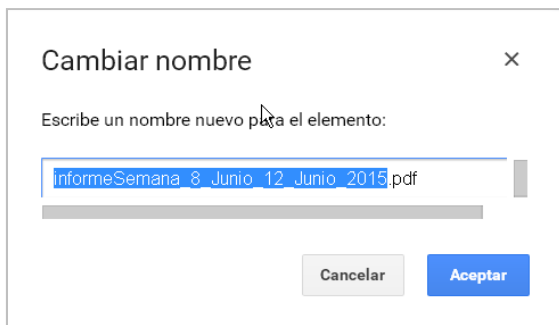 Cambiar nombre
Escribe un nombre nuevo para el elemento:
informeSemana_8_Junio_12_Junio_2015.pdf
Cancelar
Aceptar